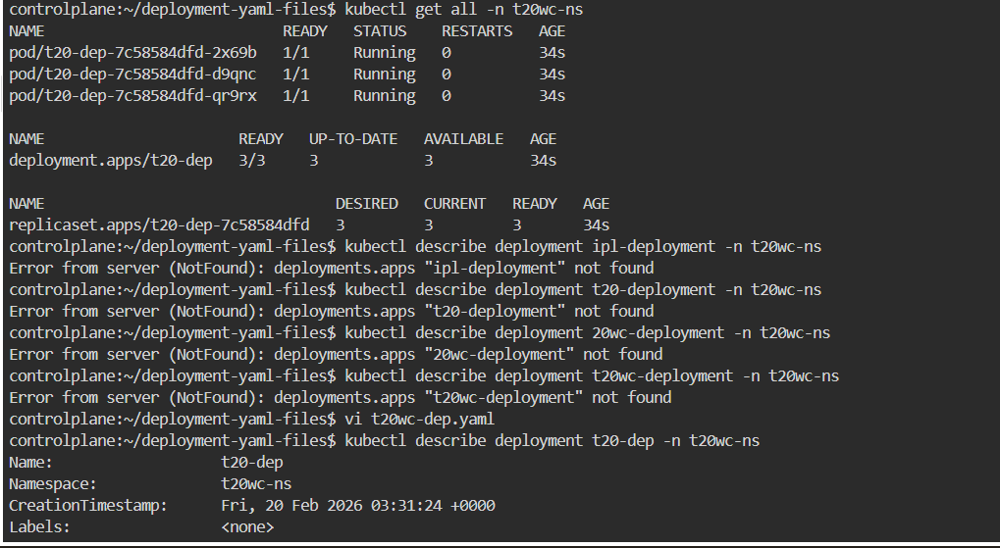 controlplane:~/deployment-yaml-files$ kubectl get all -n t20wc-ns
NAME                           READY   STATUS    RESTARTS   AGE
pod/t20-dep-7c58584dfd-2x69b   1/1     Running   0          34s
pod/t20-dep-7c58584dfd-d9qnc   1/1     Running   0          34s
pod/t20-dep-7c58584dfd-qr9rx   1/1     Running   0          34s

NAME                      READY   UP-TO-DATE   AVAILABLE   AGE
deployment.apps/t20-dep   3/3     3            3           34s

NAME                                 DESIRED   CURRENT   READY   AGE
replicaset.apps/t20-dep-7c58584dfd   3         3         3       34s
controlplane:~/deployment-yaml-files$ kubectl describe deployment ipl-deployment -n t20wc-ns
Error from server (NotFound): deployments.apps "ipl-deployment" not found
controlplane:~/deployment-yaml-files$ kubectl describe deployment t20-deployment -n t20wc-ns
Error from server (NotFound): deployments.apps "t20-deployment" not found
controlplane:~/deployment-yaml-files$ kubectl describe deployment 20wc-deployment -n t20wc-ns
Error from server (NotFound): deployments.apps "20wc-deployment" not found
controlplane:~/deployment-yaml-files$ kubectl describe deployment t20wc-deployment -n t20wc-ns
Error from server (NotFound): deployments.apps "t20wc-deployment" not found
controlplane:~/deployment-yaml-files$ vi t20wc-dep.yaml
controlplane:~/deployment-yaml-files$ kubectl describe deployment t20-dep -n t20wc-ns
Name:                   t20-dep
Namespace:              t20wc-ns
CreationTimestamp:      Fri, 20 Feb 2026 03:31:24 +0000
Labels:                 <none>